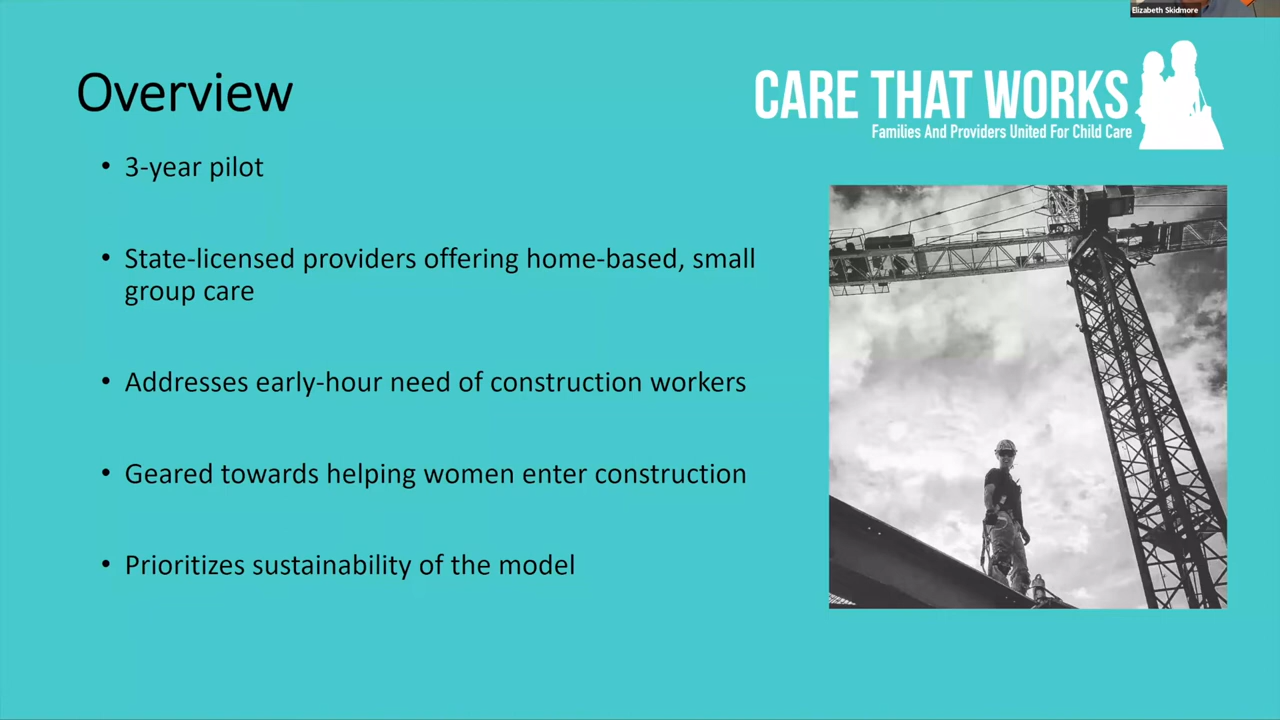 Elizabeth Skidmore
Overview
CARE THAT WORKS
Families And Providers United For Child Care
• 3-year pilot
• State-licensed providers offering home-based, small
group care
• Addresses early-hour need of construction workers
• Geared towards helping women enter construction
• Prioritizes sustainability of the model